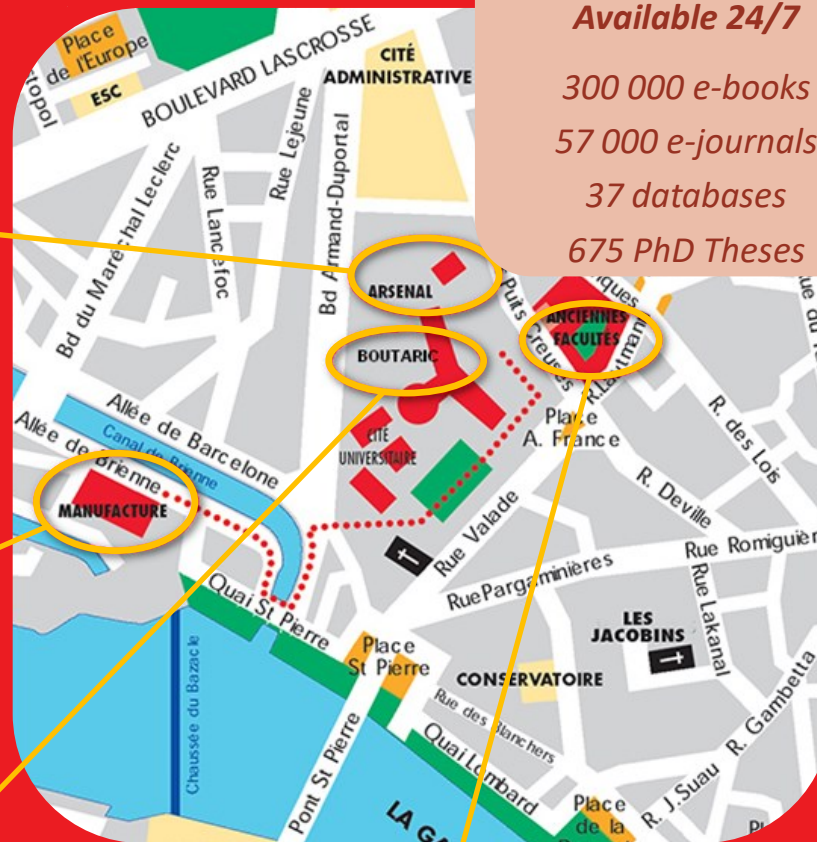 Available 24/7
300 000 e-books
57 000 e-journals
37 databases
675 PhD Theses
Place
de l'Europe
ESC
BOULEVARD LASCROSSE
CITÉ
ADMINISTRATIVE
Bd du Maréchal Leclerc
Rue Lancefoc
Rue Lejeune
Bd Armand-Duportal
ARSENAL
BOUTARIC
Puits Creuses
ANCIENNES
FACULTES
R. Lautman
CITÉ
UNIVERSITAIRE
Place
A. France
R. des Lois
R. Deville
Allée de Barcelone
Canal de Brienne
Allée de Brienne
MANUFACTURE
Rue Valade
Rue Pargaminières
Rue Lakanal
LES
JACOBINS
Quai St Pierre
Place
St Pierre
CONSERVATOIRE
Rue des Blanchers
Quai Lombard
Chaussée du Bazacle
Pont St Pierre
R. Gambetta
R. J.Suau
Place
de la